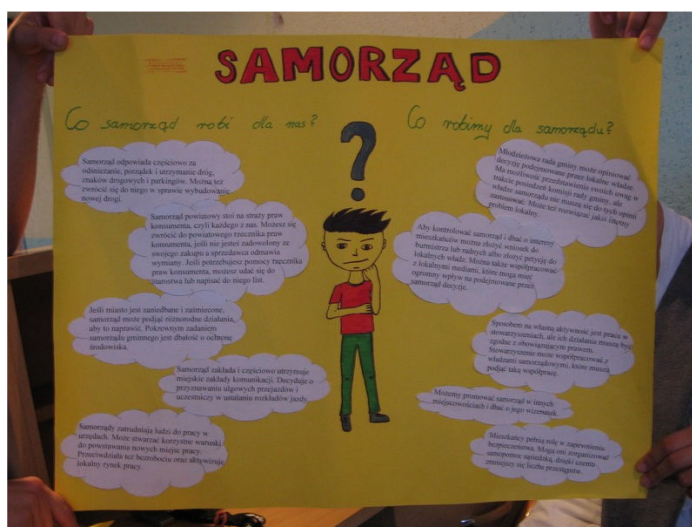 SAMORZĄD
Co samorząd robi dla nas?
Samorząd odpowiada częściowo za
odśnieżanie, porządek i utrzymanie dróg,
znaków drogowych i parkingów. Można też
zwrócić się do niego w sprawie wybudowania
nowej drogi.
Samorząd powiatowy stoi na straży praw
konsumenta, czyli każdego z nas. Możesz się
zwrócić do powiatowego rzecznika praw
konsumenta, jeśli nie jesteś zadowolony ze
swojego zakupu a sprzedawca odmawia
wymiany. Jeśli potrzebujesz pomocy rzecznika
praw konsumenta, możesz udać się do
starostwa lub napisać do niego list.
Jeśli miasto jest zaniedbane i zaśmiecone,
samorząd może podjąć różnorodne działania,
aby to naprawić. Pokrewnym zadaniem
samorządu gminnego jest dbałość o ochronę
środowiska.
Samorząd zakłada i częściowo utrzymuje
miejskie zakłady komunikacji. Decyduje o
przyznawaniu ulgowych przejazdów i
uczestniczy w ustalaniu rozkładów jazdy.
Samorządy zatrudniają ludzi do pracy w
urzędach. Może stwarzać korzystne warunki
do powstawania nowych miejsc pracy.
Przeciwdziała też bezrobociu oraz aktywizuje
lokalny rynek pracy.
?
Co robimy dla samorządu?
Młodzieżowa rada gminy może opiniować
decyzje podejmowane przez lokalne władze.
Ma możliwość przedstawienia swoich uwag w
trakcie posiedzeń komisji rady gminy, ale
władze samorządu nie muszą się do tych opinii
zastosować. Może też rozwiązać jakiś istotny
problem lokalny.
Aby kontrolować samorząd i dbać o interesy
mieszkańców można złożyć wniosek do
burmistrza lub radnych albo złożyć petycję do
lokalnych władz. Można także współpracować
z lokalnymi mediami, które mogą mieć
ogromny wpływ na podejmowane przez
samorząd decyzje.
Sposobem na własną aktywność jest praca w
stowarzyszeniach, ale ich działania muszą być
zgodne z obowiązującym prawem.
Stowarzyszenie może współpracować z
władzami samorządowymi, które muszą
podjąć taką współpracę.
Możemy promować samorząd w innych
miejscowościach i dbać o jego wizerunek.
Mieszkańcy pełnią rolę w zapewnieniu
bezpieczeństwa. Mogą oni zorganizować
samopomoc sąsiedzką, dzięki czemu
zmniejszy się liczba przestępstw.